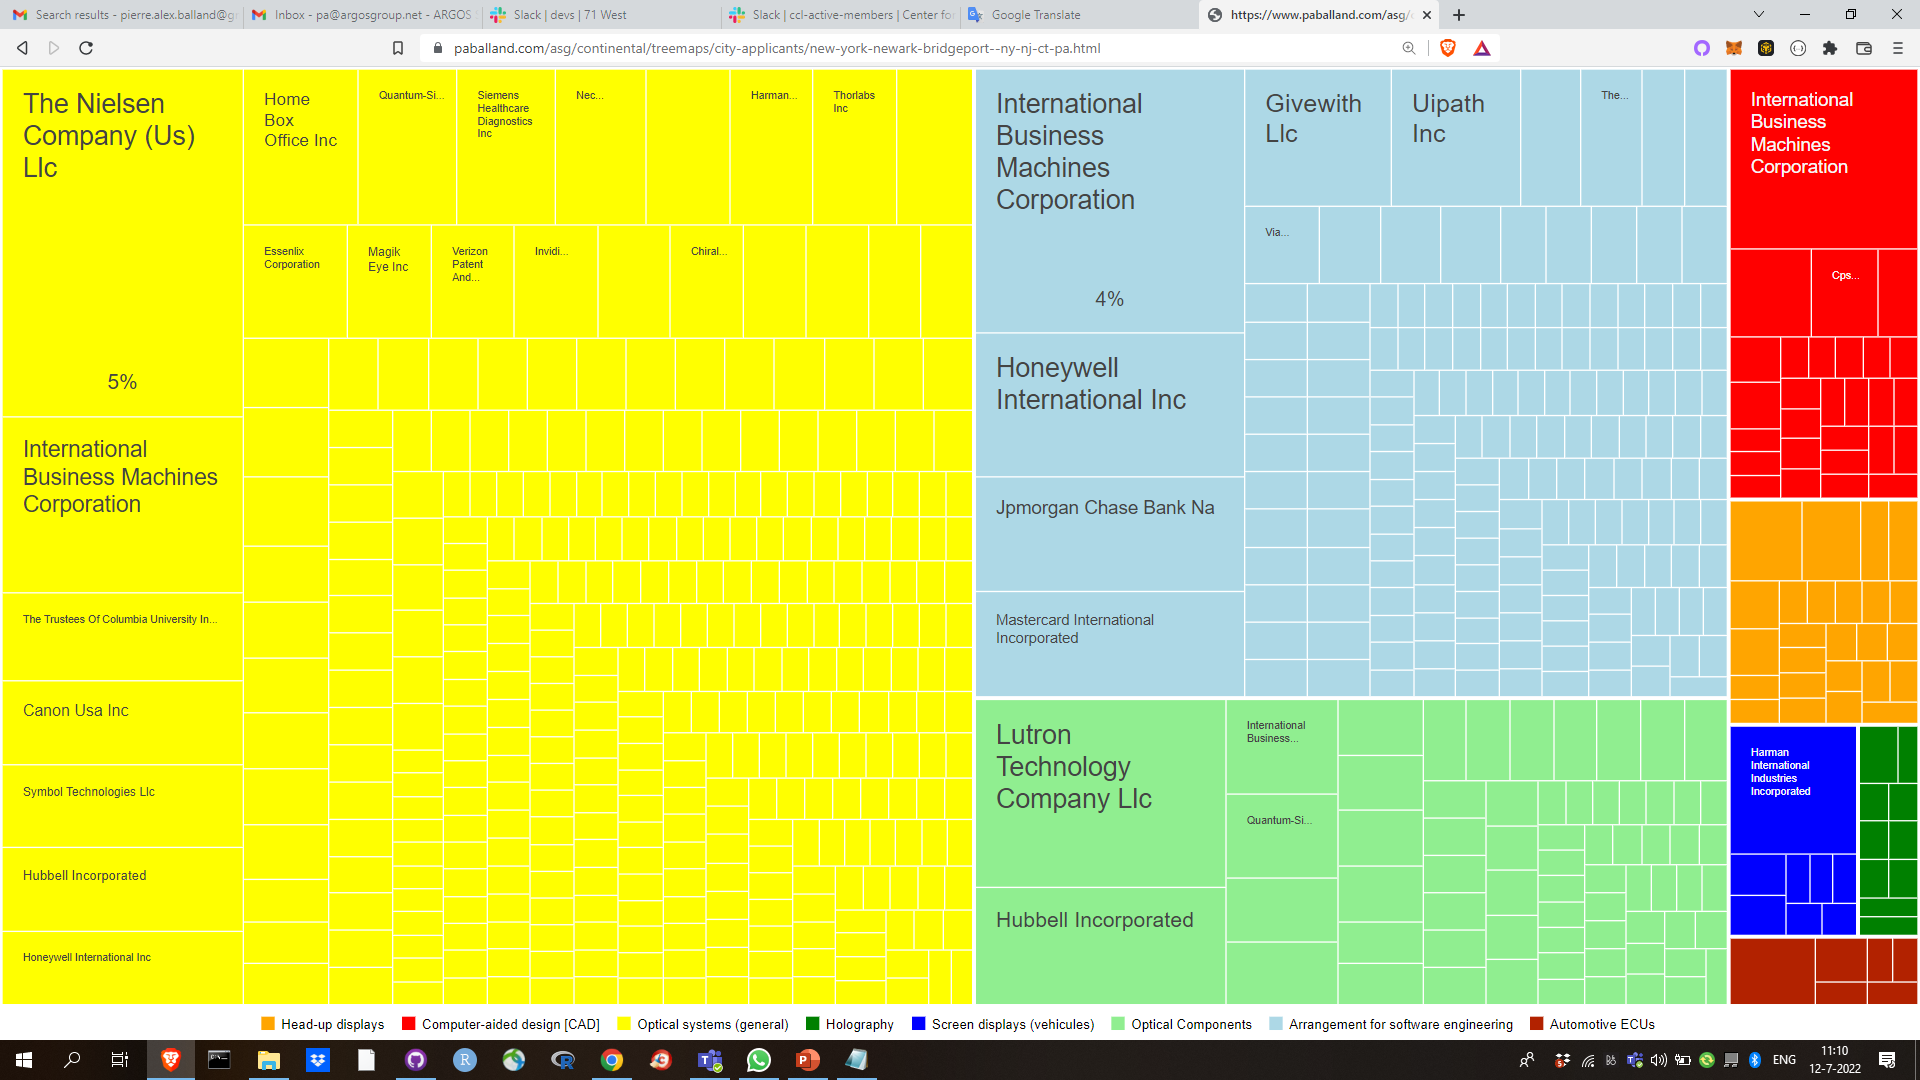 Search results - pierre.alex.balland@g
Inbox - pa@argosgroup.net - ARGOS
Slack | devs | 71 West
Slack | ccl-active-members | Center fo
Google Translate
https://www.paballand.com/asg/
paballand.com/asg/continental/treemaps/city-applicants/new-york-newark-bridgeport--ny-nj-ct-pa.html
The Nielsen
Company (Us)
Llc
5%
International
Business Machines
Corporation
The Trustees Of Columbia University In...
Canon Usa Inc
Symbol Technologies Llc
Hubbell Incorporated
Honeywell International Inc
Home
Box
Office Inc
Quantum-Si...
Siemens
Healthcare
Diagnostics
Inc
Nec...
Harman...
Thorlabs
Inc
Essenlix
Corporation
Magik
Eye Inc
Verizon
Patent
And...
Invidi...
Chiral...
International
Business
Machines
Corporation
4%
Honeywell
International Inc
Jpmorgan Chase Bank Na
Mastercard International
Incorporated
Givewith
Llc
Uipath
Inc
The...
Via...
Lutron
Technology
Company Llc
Hubbell Incorporated
International
Business...
Quantum-Si...
International
Business
Machines
Corporation
Cps...
Harman
International
Industries
Incorporated
Head-up displays
Computer-aided design [CAD]
Optical systems (general)
Holography
Screen displays (vehicules)
Optical Components
Arrangement for software engineering
Automotive ECUs
ENG
11:10
12-7-2022